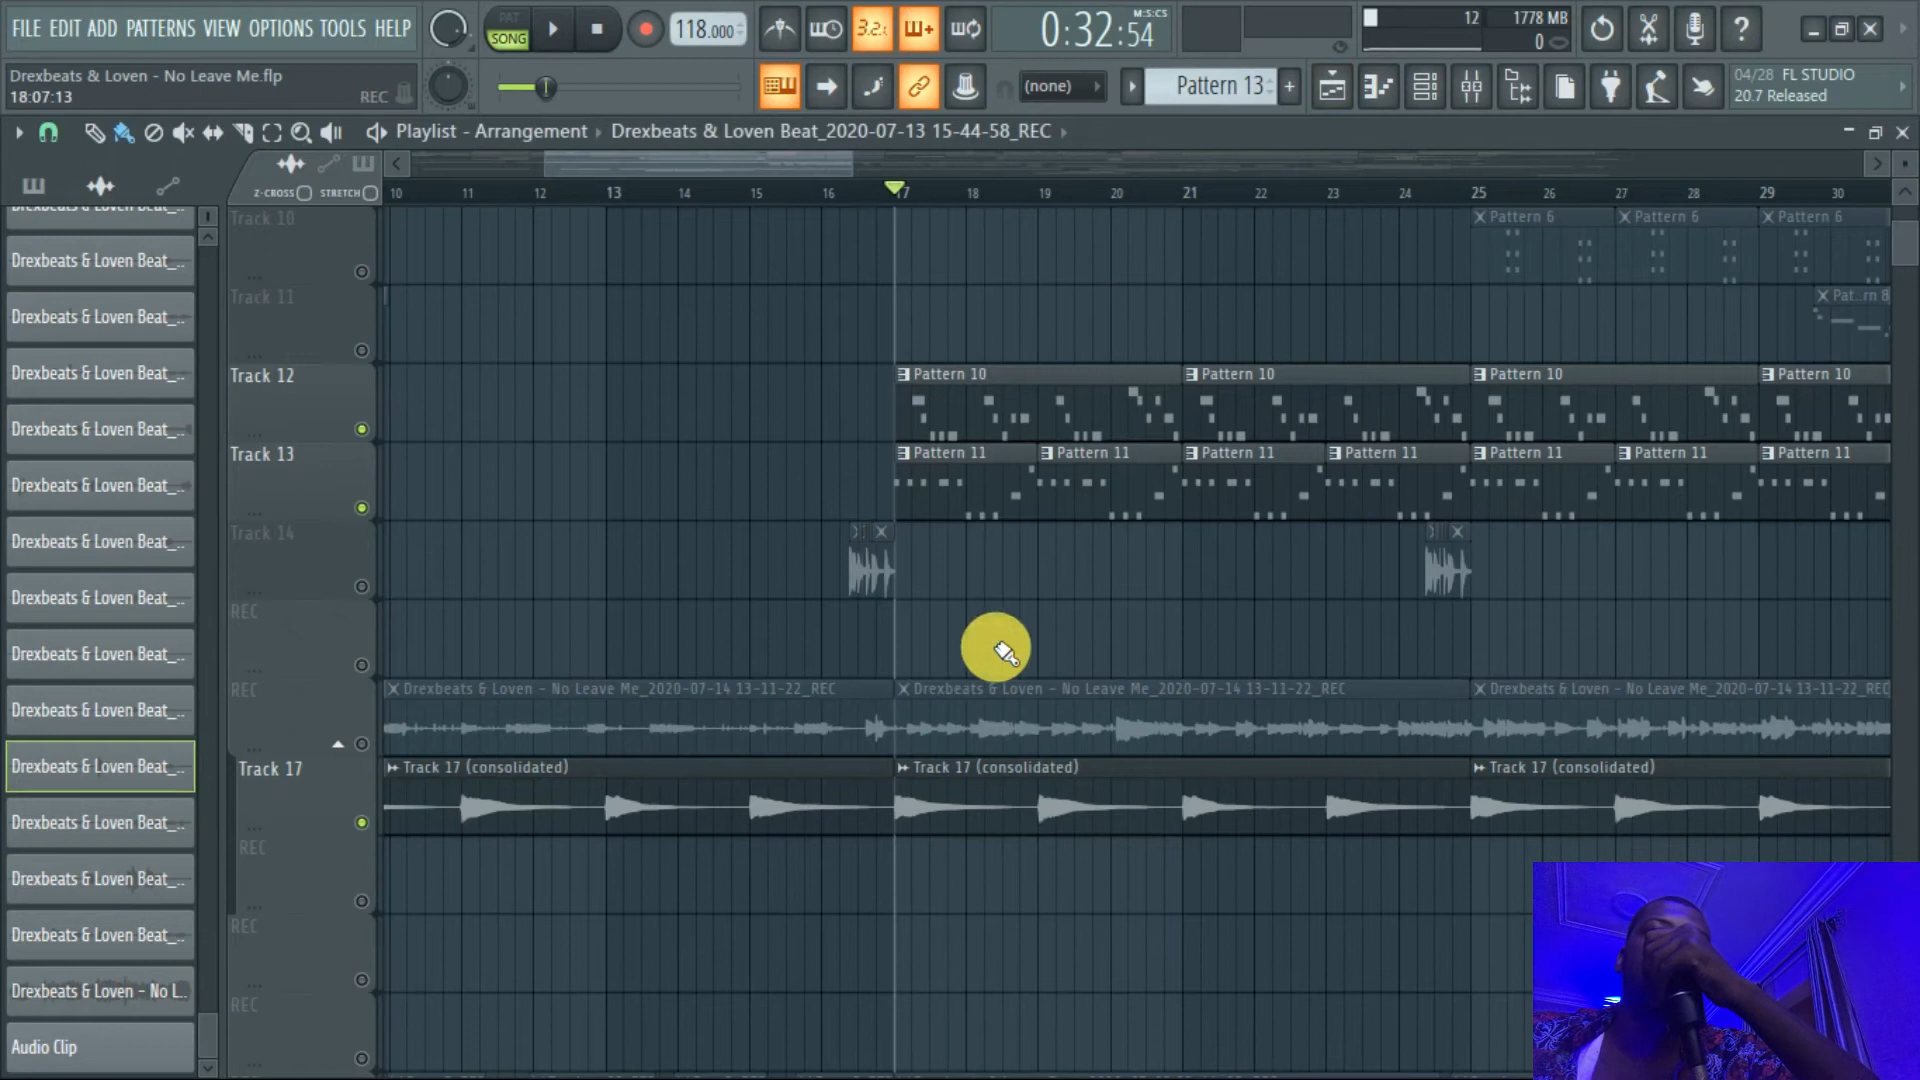 FILE EDIT ADD PATTERNS VIEW OPTIONS TOOLS HELP
PAT
SONG
118.000
3.2.
0:32:54
M:S:CS
12
1778 MB
0
Drexbeats & Loven - No Leave Me.flp
18:07:13
REC
(none)
Pattern 13
+
04/28 FL STUDIO
20.7 Released
Playlist - Arrangement
Drexbeats & Loven Beat_2020-07-13 15-44-58_REC
Z-CROSS
STRETCH
10 11 12 13 14 15 16 17 18 19 20 21 22 23 24 25 26 27 28 29 30
Drexbeats & Loven Beat_..
Drexbeats & Loven Beat_..
Drexbeats & Loven Beat_..
Drexbeats & Loven Beat_..
Drexbeats & Loven Beat_..
Drexbeats & Loven Beat_..
Drexbeats & Loven Beat_..
Drexbeats & Loven Beat_..
Drexbeats & Loven Beat_..
Drexbeats & Loven Beat_..
Drexbeats & Loven Beat_..
Drexbeats & Loven Beat_..
Drexbeats & Loven Beat_..
Drexbeats & Loven Beat_..
Drexbeats & Loven - No L..
Audio Clip
Track 10
Pattern 6
Pattern 6
Pattern 6
Track 11
Pat..rn 8
Track 12
Pattern 10
Pattern 10
Pattern 10
Pattern 10
Track 13
Pattern 11
Pattern 11
Pattern 11
Pattern 11
Pattern 11
Pattern 11
Pattern 11
Track 14
REC
REC
Drexbeats & Loven - No Leave Me_2020-07-14 13-11-22_REC
Drexbeats & Loven - No Leave Me_2020-07-14 13-11-22_REC
Drexbeats & Loven - No Leave Me_2020-07-14 13-11-22_REC
Track 17
Track 17 (consolidated)
Track 17 (consolidated)
Track 17 (consolidated)
REC
REC
REC